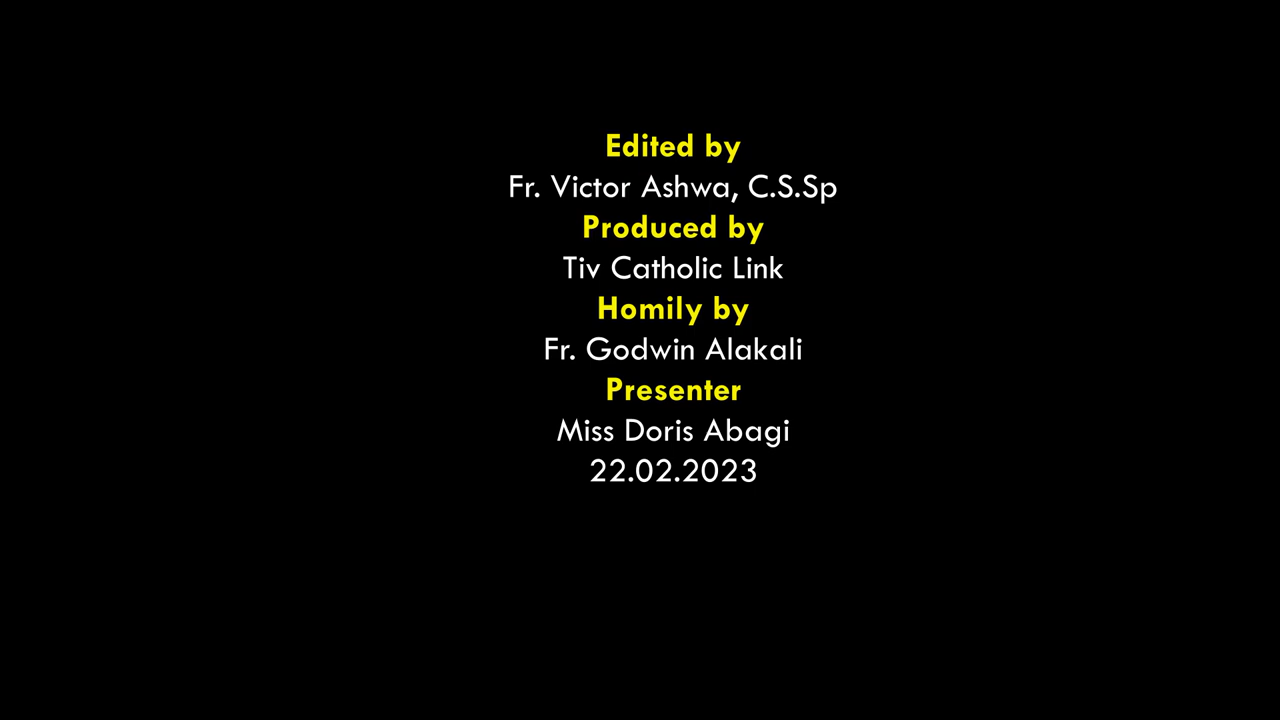 Edited by
Fr. Victor Ashwa, C.S.Sp
Produced by
Tiv Catholic Link
Homily by
Fr. Godwin Alakali
Presenter
Miss Doris Abagi
22.02.2023